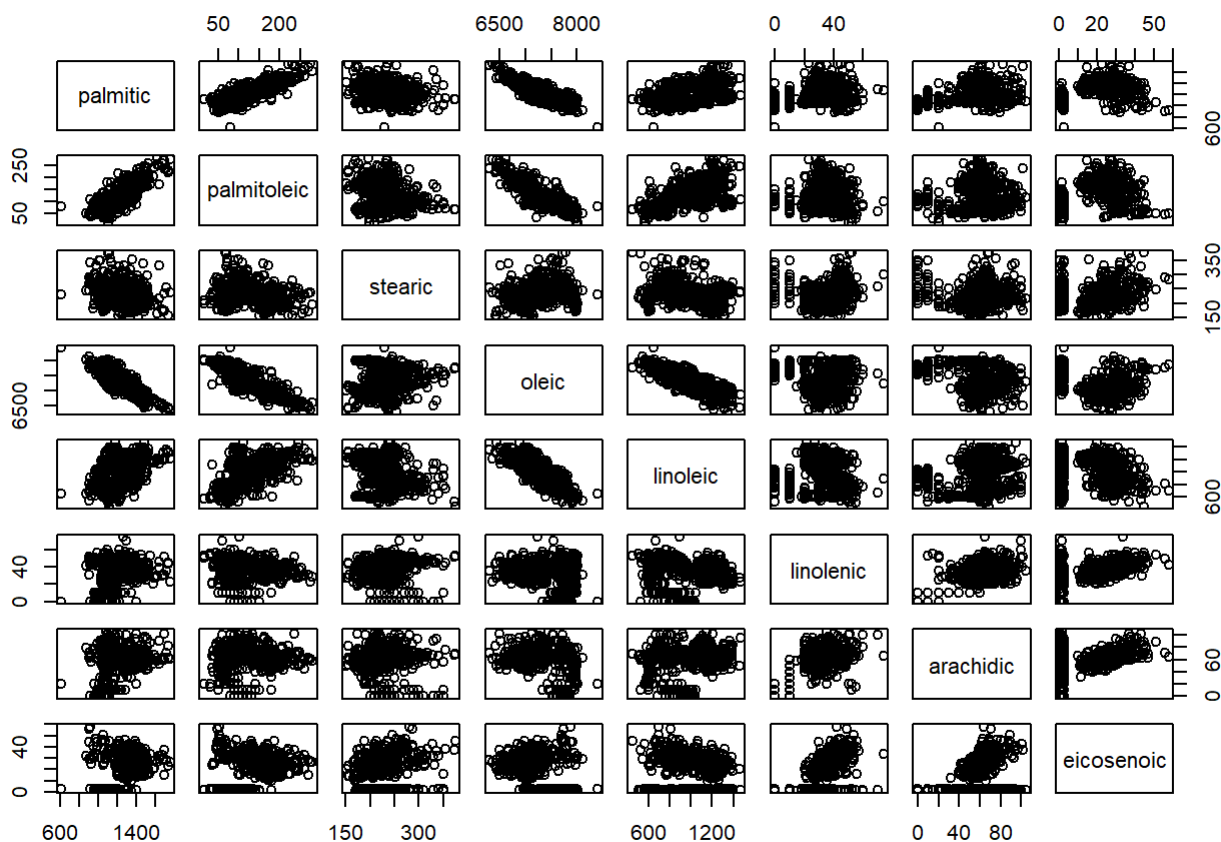 50 200 6500 8000 0 40 0 20 50
palmitic 600
50 250 palmitoleic
stearic 150 350
6500 oleic
linoleic 600
0 40 linolenic
arachidic 0 60
0 40 eicosenoic
600 1400 150 300 600 1200 0 40 80